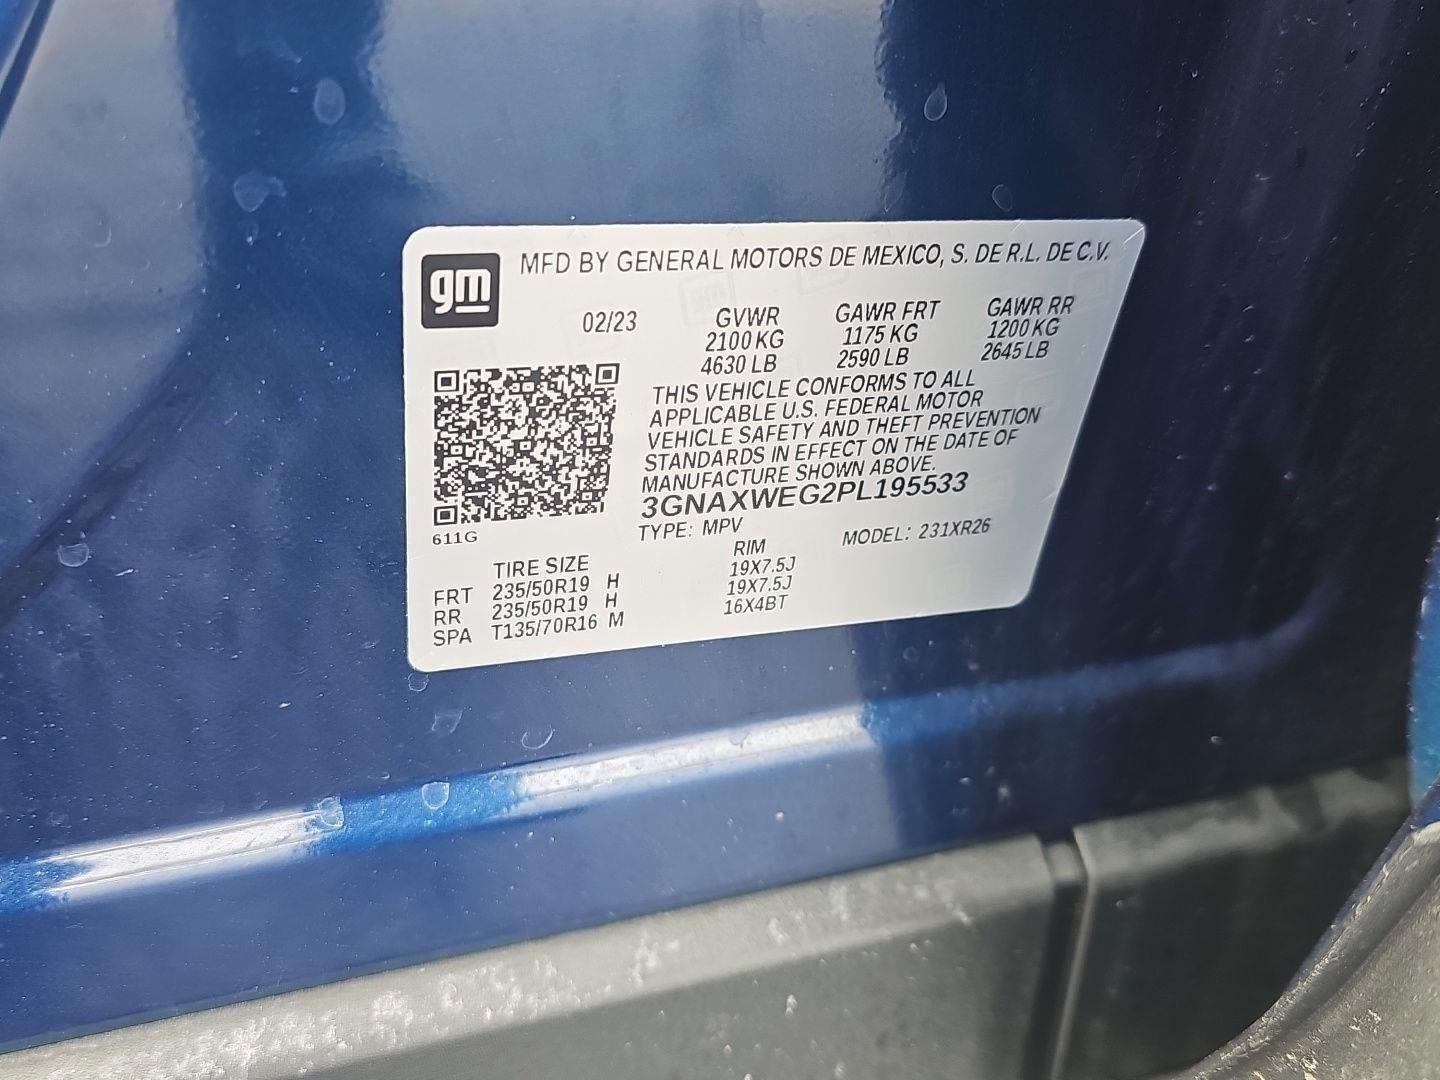 gm
MFD BY GENERAL MOTORS DE MEXICO, S. DE R.L. DE C.V.
02/23 GVWR GAWR FRT GAWR RR
2100 KG 1175 KG 1200 KG
4630 LB 2590 LB 2645 LB
THIS VEHICLE CONFORMS TO ALL
APPLICABLE U.S. FEDERAL MOTOR
VEHICLE SAFETY AND THEFT PREVENTION
STANDARDS IN EFFECT ON THE DATE OF
MANUFACTURE SHOWN ABOVE.
3GNAXWEG2PL195533
611G
TYPE: MPV MODEL: 231XR26
TIRE SIZE RIM
FRT 235/50R19 H 19X7.5J
RR 235/50R19 H 19X7.5J
SPA T135/70R16 M 16X4BT